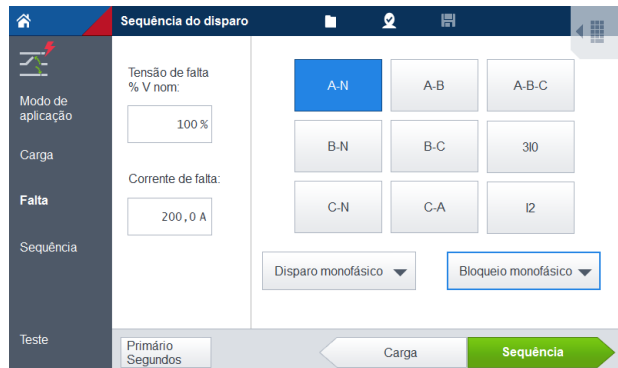 Sequência do disparo
Modo de
aplicação
Carga
Falta
Sequência
Teste
Tensão de falta
% V nom:
100 %
Corrente de falta:
200,0 A
A-N
A-B
A-B-C
B-N
B-C
3I0
C-N
C-A
I2
Disparo monofásico
Bloqueio monofásico
Primário
Segundos
Carga
Sequência